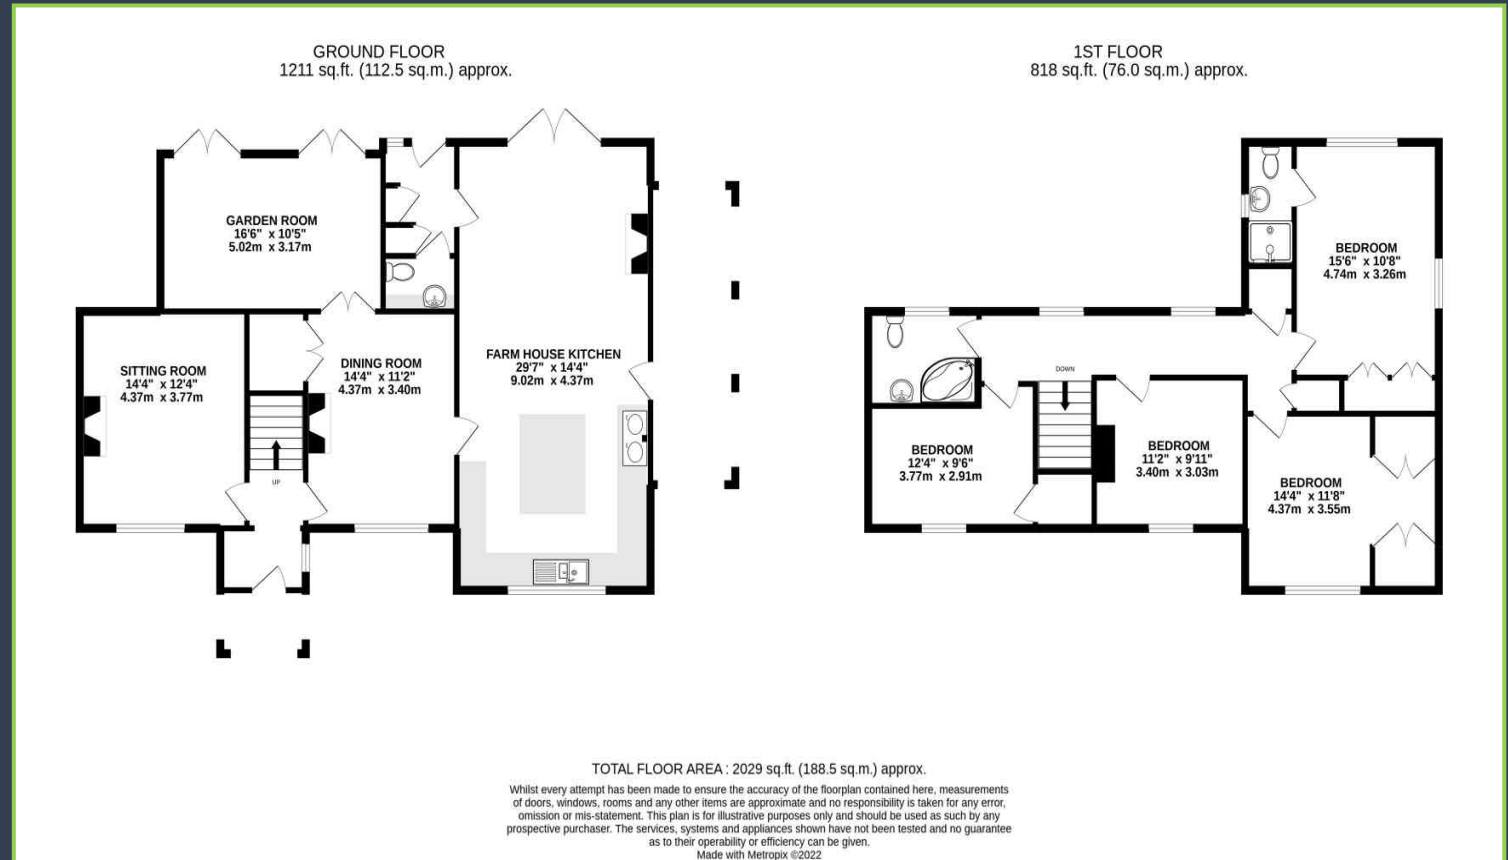 GROUND FLOOR
1211 sq.ft. (112.5 sq.m.) approx.
1ST FLOOR
818 sq.ft. (76.0 sq.m.) approx.
GARDEN ROOM
16'6" x 10'5"
5.02m x 3.17m
SITTING ROOM
14'4" x 12'4"
4.37m x 3.77m
DINING ROOM
14'4" x 11'2"
4.37m x 3.40m
FARM HOUSE KITCHEN
29'7" x 14'4"
9.02m x 4.37m
UP
BEDROOM
15'6" x 10'8"
4.74m x 3.26m
DOWN
BEDROOM
12'4" x 9'6"
3.77m x 2.91m
BEDROOM
11'2" x 9'11"
3.40m x 3.03m
BEDROOM
14'4" x 11'8"
4.37m x 3.55m
TOTAL FLOOR AREA : 2029 sq.ft. (188.5 sq.m.) approx.
Whilst every attempt has been made to ensure the accuracy of the floorplan contained here, measurements
of doors, windows, rooms and any other items are approximate and no responsibility is taken for any error,
omission or mis-statement. This plan is for illustrative purposes only and should be used as such by any
prospective purchaser. The services, systems and appliances shown have not been tested and no guarantee
as to their operability or efficiency can be given.
Made with Metropix ©2022